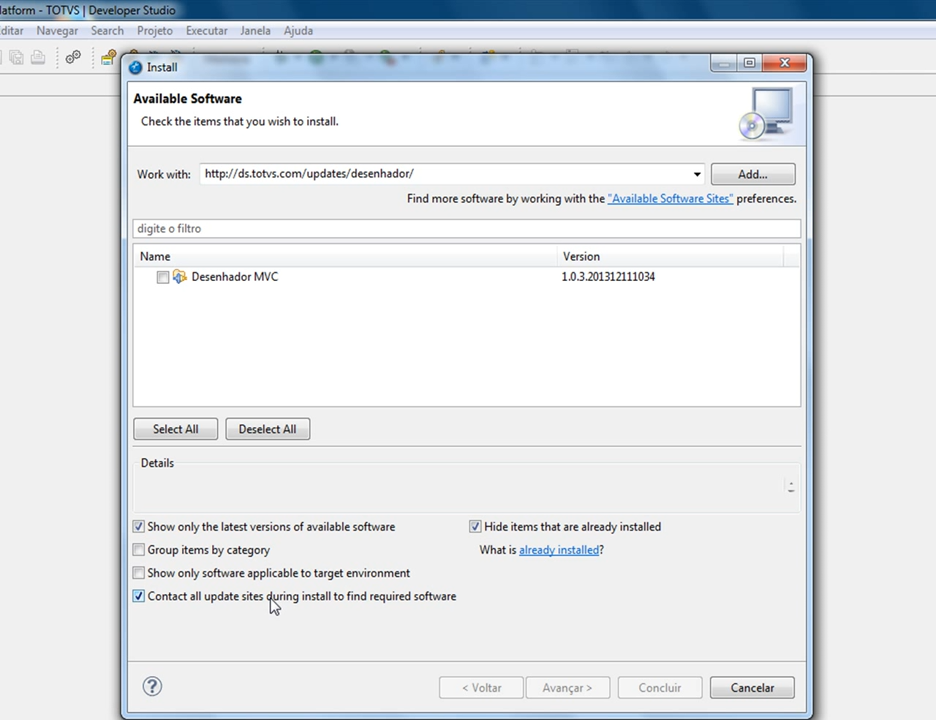 latform - TOTVS | Developer Studio
ditar Navegar Search Projeto Executar Janela Ajuda
Install
Available Software
Check the items that you wish to install.
Work with: http://ds.totvs.com/updates/desenhador/ Add...
Find more software by working with the "Available Software Sites" preferences.
digite o filtro
Name Version
Desenhador MVC 1.0.3.201312111034
Select All Deselect All
Details
Show only the latest versions of available software Hide items that are already installed
Group items by category What is already installed?
Show only software applicable to target environment
Contact all update sites during install to find required software
? < Voltar Avançar > Concluir Cancelar